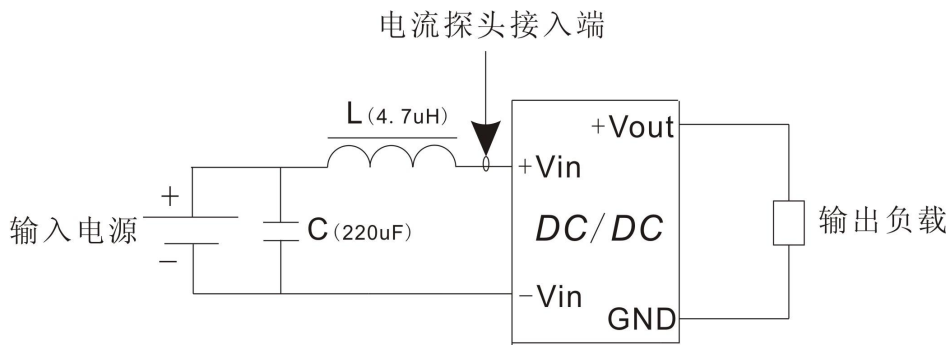 电流探头接入端
L(4.7uH)
+Vout
+Vin
+
输入电源
C(220uF)
DC/DC
输出负载
−
−Vin
GND